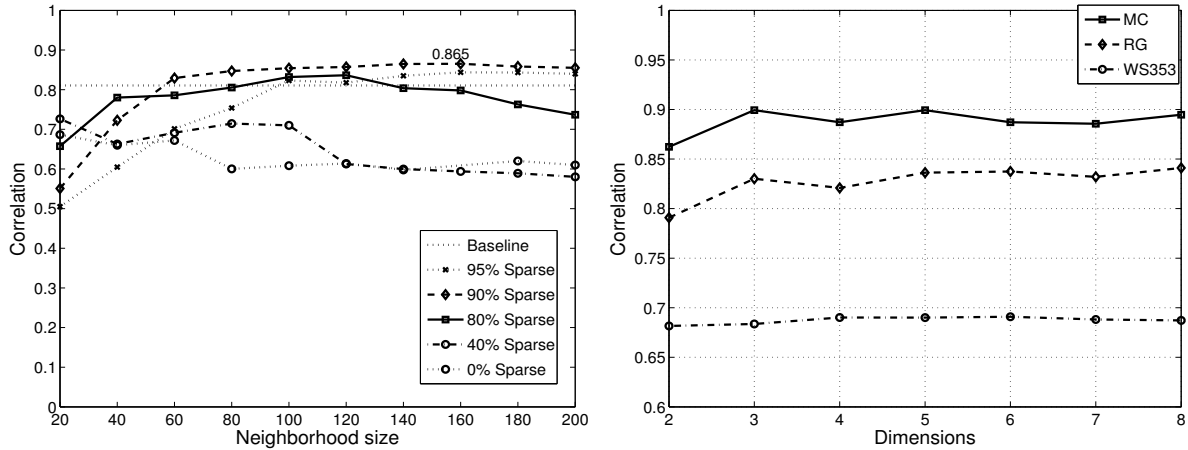 1
0.9
0.8
0.7
0.6
0.5
0.4
0.3
0.2
0.1
0
Correlation
0.865
Baseline
95% Sparse
90% Sparse
80% Sparse
40% Sparse
0% Sparse
20 40 60 80 100 120 140 160 180 200
Neighborhood size
1
0.95
0.9
0.85
0.8
0.75
0.7
0.65
0.6
Correlation
MC
RG
WS353
2 3 4 5 6 7 8
Dimensions